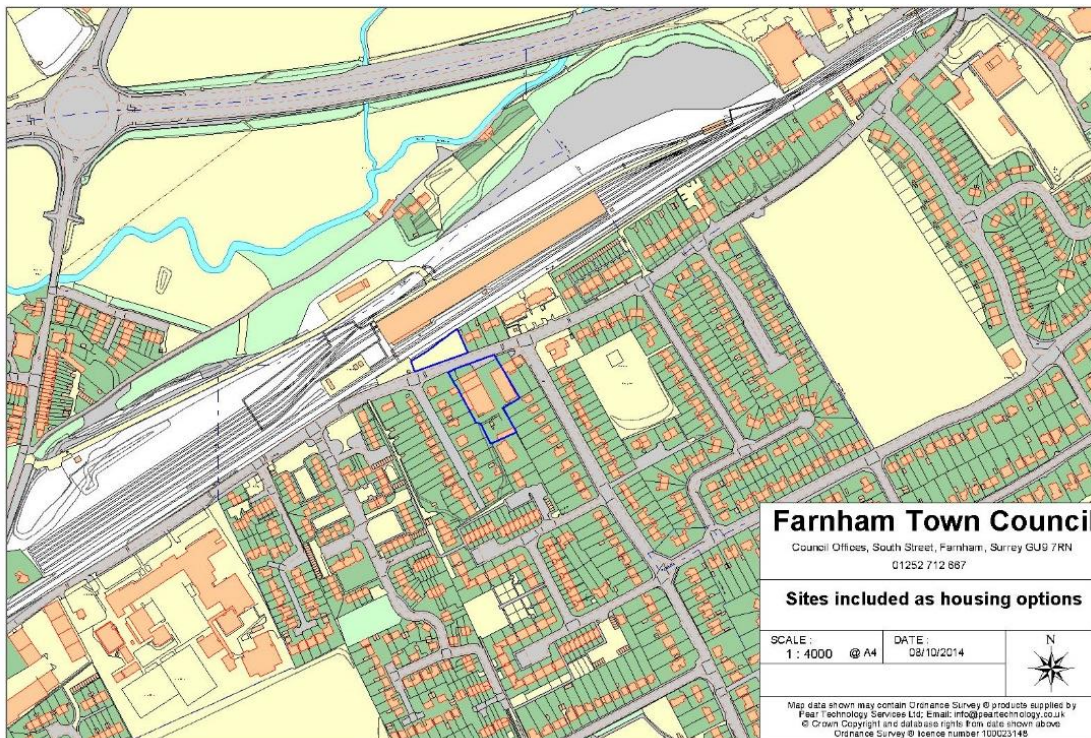 Farnham Town Council
Council Offices, South Street, Farnham, Surrey GU9 7RN
01252 712 667
Sites included as housing options
SCALE :
1 : 4000 @ A4
DATE :
08/10/2014
N
Map data shown may contain Ordnance Survey ® products supplied by
Pear Technology Services Ltd; Email: info@peartechnology.co.uk
© Crown Copyright and database rights from date shown above
Ordnance Survey ® licence number 100023148